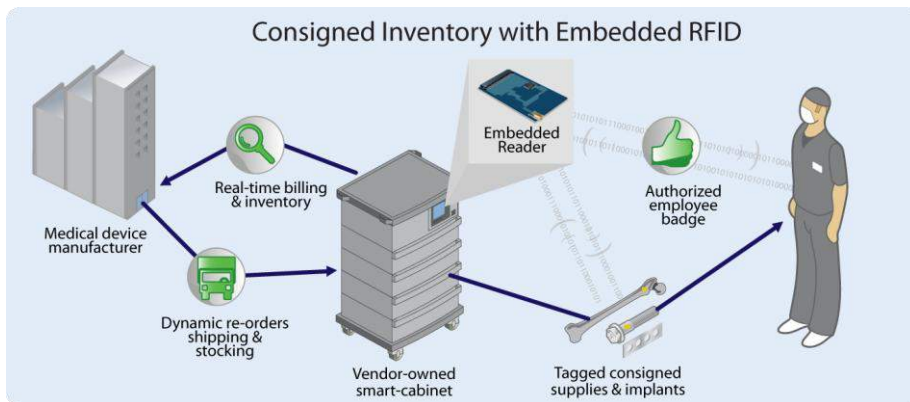 Consigned Inventory with Embedded RFID
Embedded
Reader
Real-time billing
& inventory
Authorized
employee
badge
Medical device
manufacturer
Dynamic re-orders
shipping &
stocking
Vendor-owned
smart-cabinet
Tagged consigned
supplies & implants